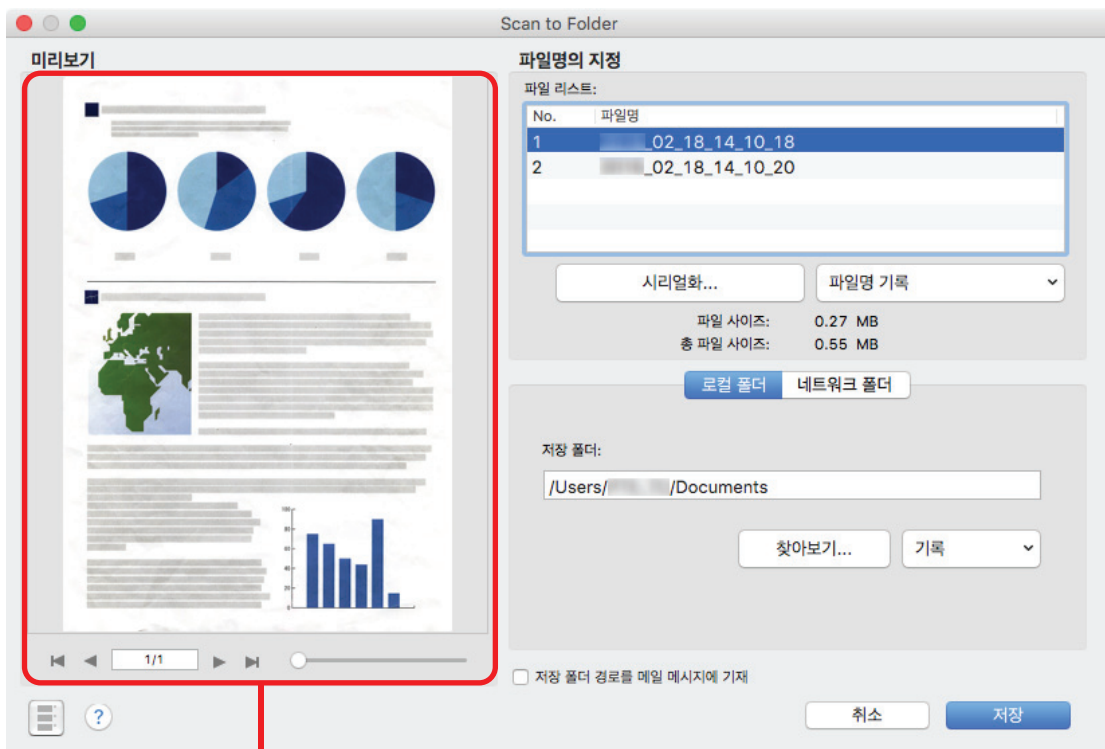 Scan to Folder
미리보기
1/1
파일명의 지정
파일 리스트:
No. 파일명
1 _02_18_14_10_18
2 _02_18_14_10_20
시리얼화... 파일명 기록
파일 사이즈: 0.27 MB
총 파일 사이즈: 0.55 MB
로컬 폴더 네트워크 폴더
저장 폴더:
/Users/ /Documents
찾아보기... 기록
저장 폴더 경로를 메일 메시지에 기재
?
취소 저장